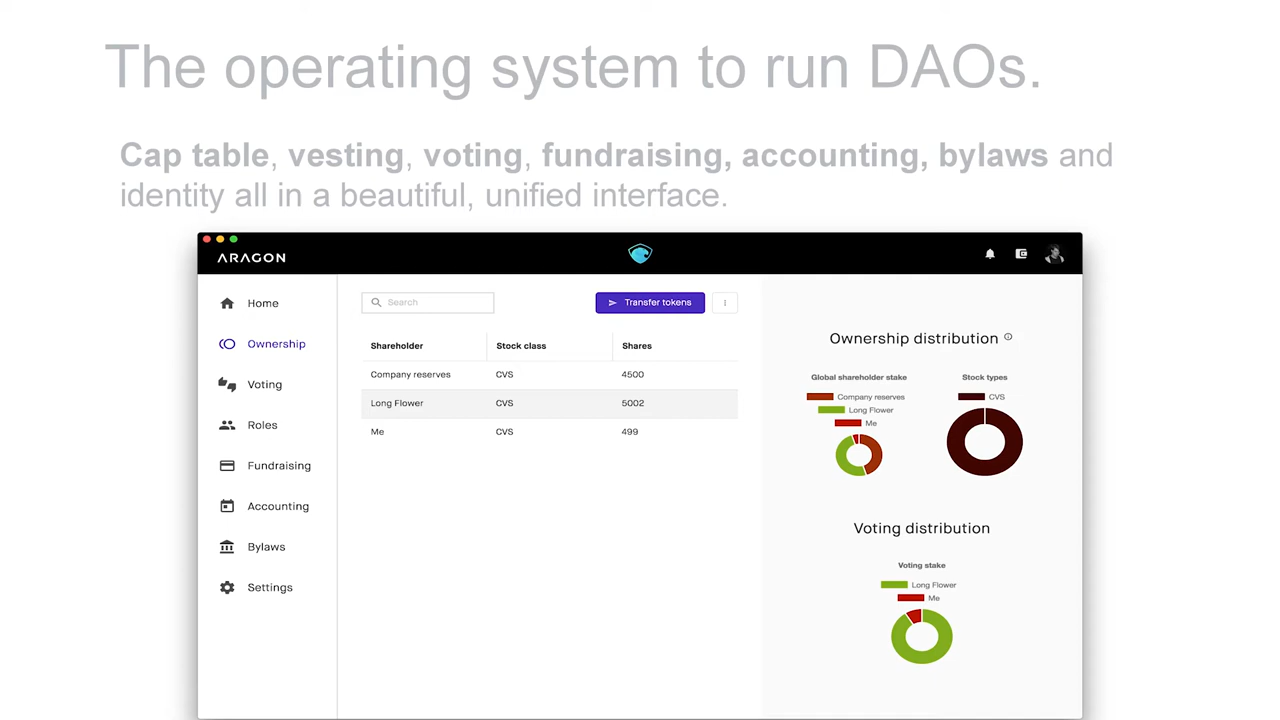 The operating system to run DAOs.
Cap table, vesting, voting, fundraising, accounting, bylaws and
identity all in a beautiful, unified interface.
ARAGON
Home
Ownership
Voting
Roles
Fundraising
Accounting
Bylaws
Settings
Search
Transfer tokens
Shareholder Stock class Shares
Company reserves CVS 4500
Long Flower CVS 5002
Me CVS 499
Ownership distribution
Global shareholder stake
Company reserves
Long Flower
Me
Stock types
CVS
Voting distribution
Voting stake
Long Flower
Me